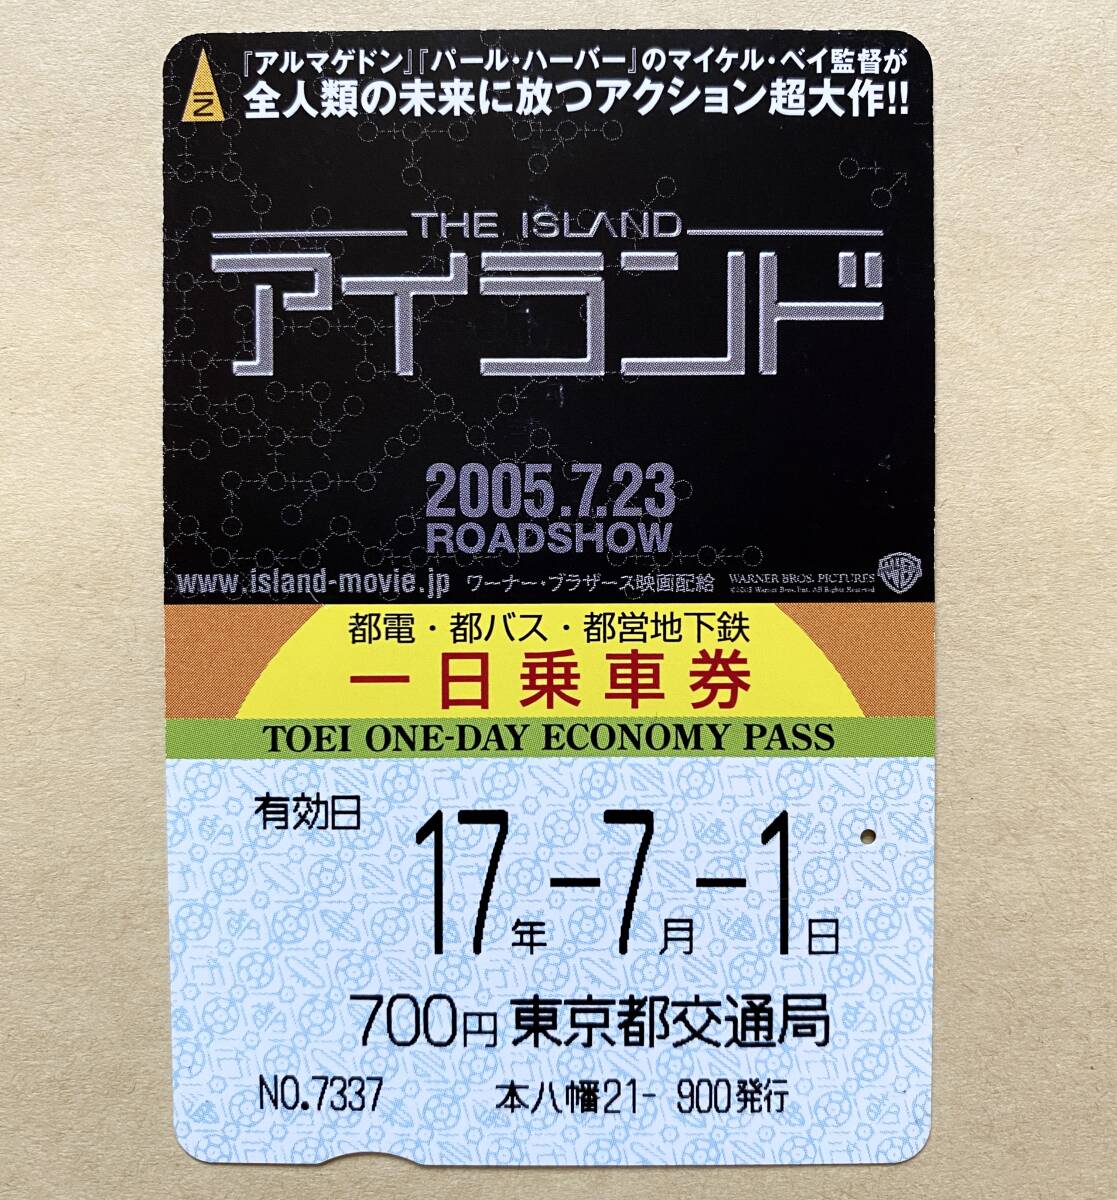 『アルマゲドン』『パール・ハーバー』のマイケル・ベイ監督が
全人類の未来に放つアクション超大作!!
IN
THE ISLAND
アイランド
2005.7.23
ROADSHOW
www.island-movie.jp ワーナー・ブラザース映画配給 WARNER BROS. PICTURES
都電・都バス・都営地下鉄
一日乗車券
TOEI ONE-DAY ECONOMY PASS
有効日 17年-7月-1日
700円 東京都交通局
NO.7337 本八幡21- 900発行